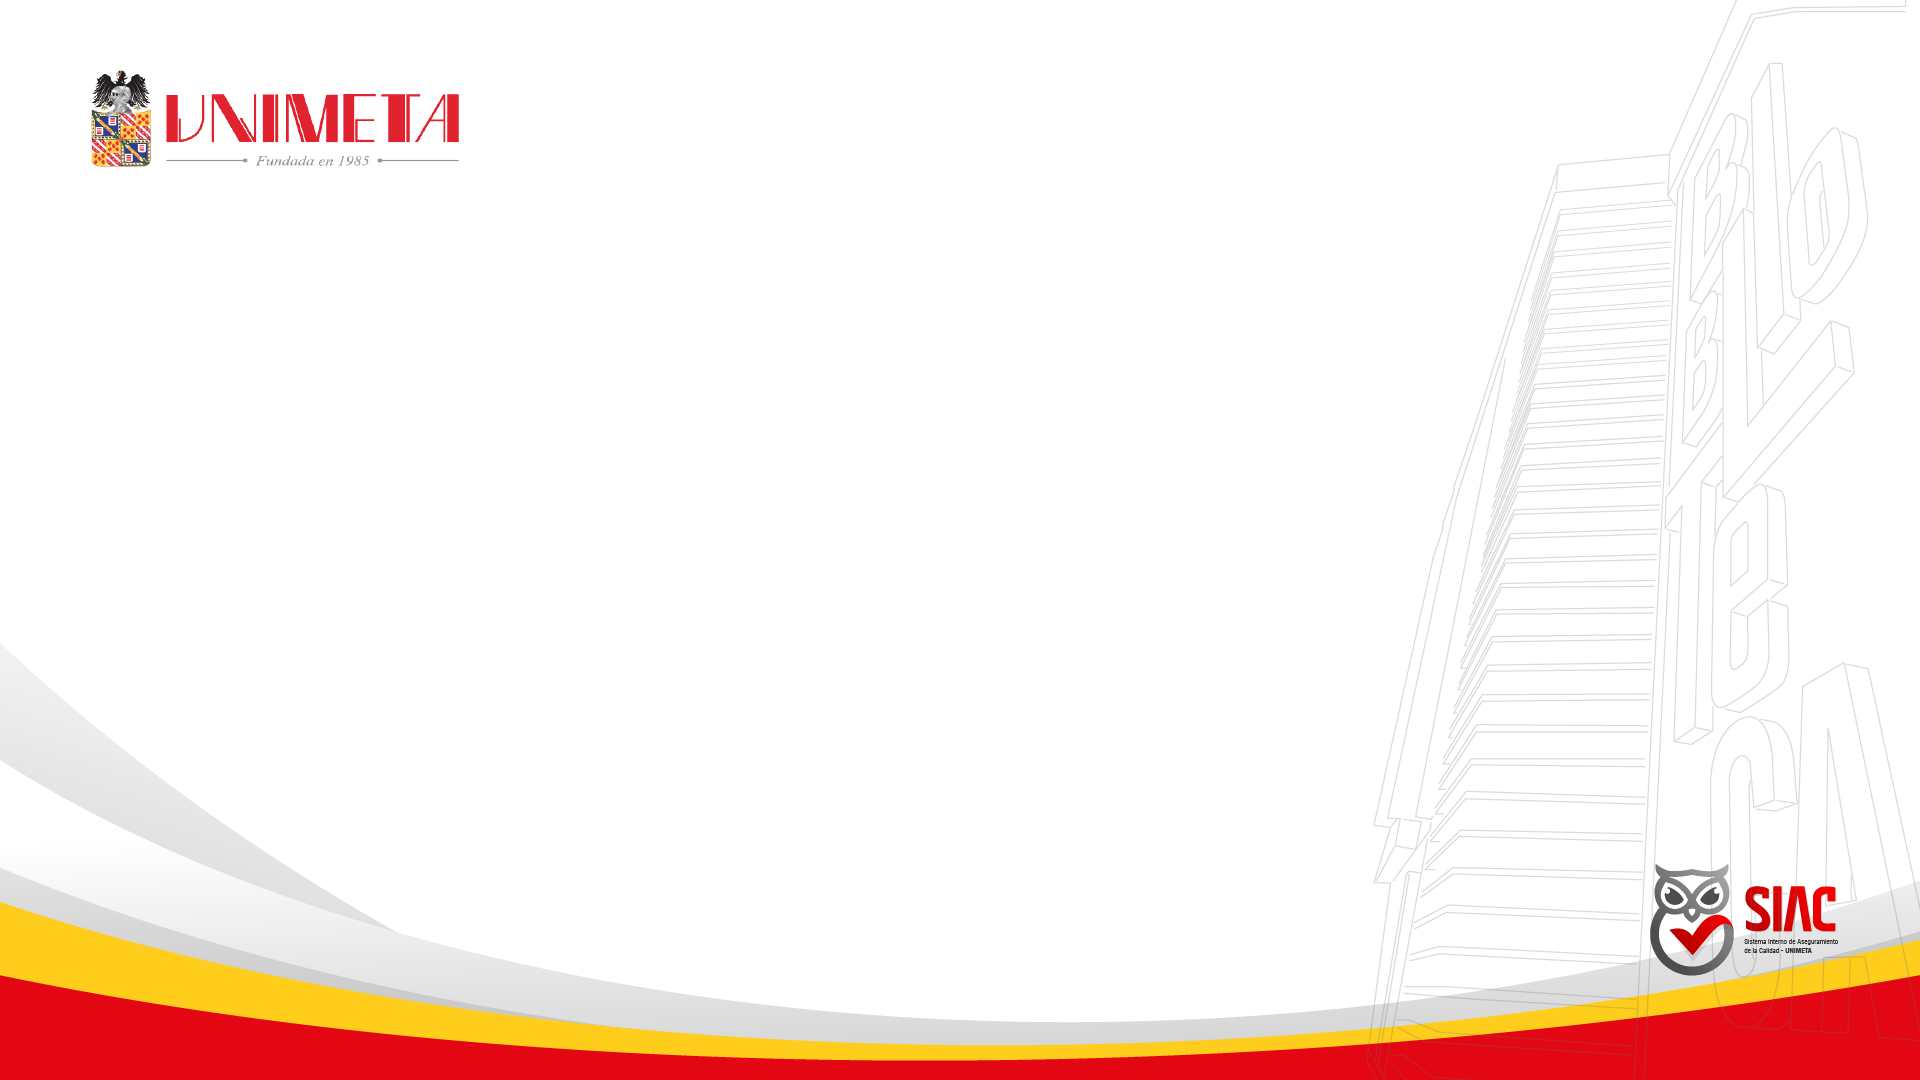 UNIMETA
Fundada en 1985
BIBLIOTeCA
SIAC
Sistema Interno de Aseguramiento
de la Calidad - UNIMETA